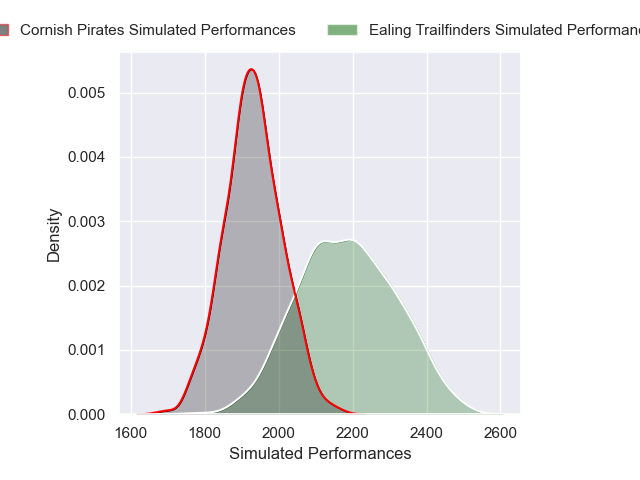 Cornish Pirates Simulated Performances
Ealing Trailfinders Simulated
Density
0.005
0.004
0.003
0.002
0.001
0.000
1600 1800 2000 2200 2400 2600
Simulated Performances